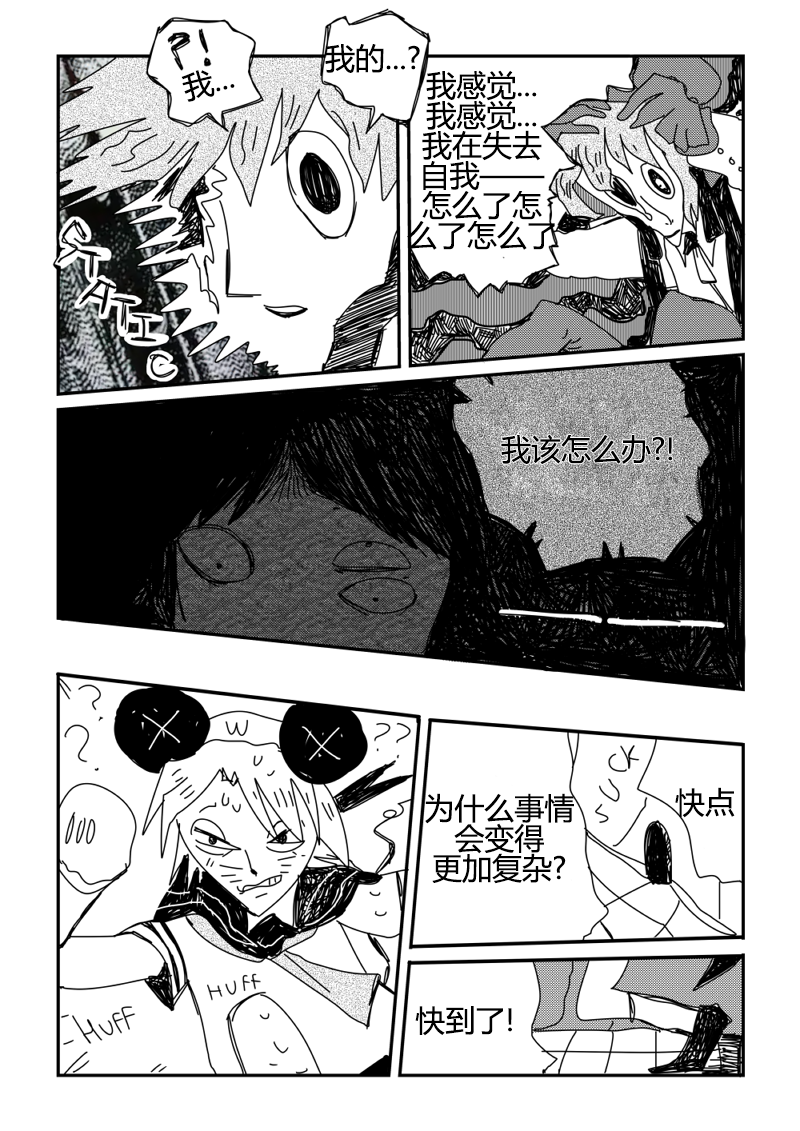 ?!
我...
我的...?
STATIC
我感觉...
我感觉...
我在失去
自我——
怎么了怎
么了怎么了
我该怎么办?!
??
W
??
HUFF
HUFF
为什么事情
会变得
更加复杂?
快点
快到了!